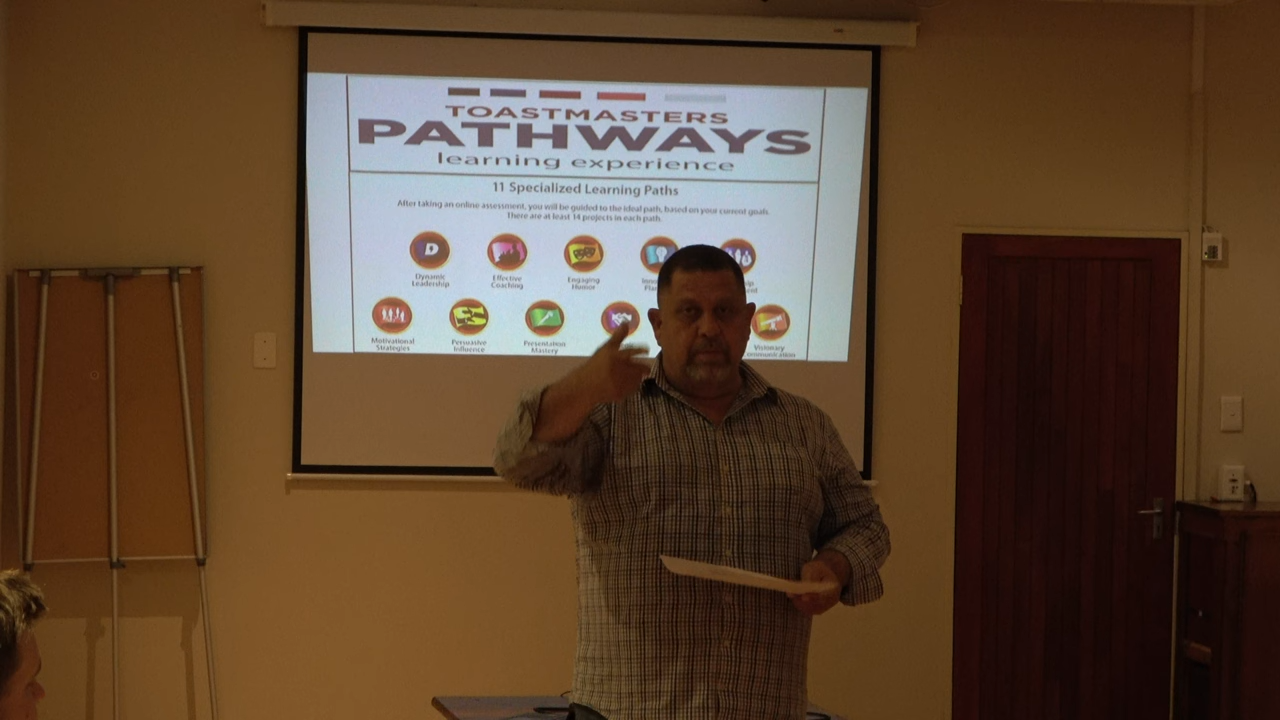 TOASTMASTERS
PATHWAYS
learning experience
11 Specialized Learning Paths
After taking an online assessment, you will be guided to the ideal path, based on your current goals.
There are at least 14 projects in each path.
D
Dynamic
Leadership
Effective
Coaching
Engaging
Humor
Motivational
Strategies
Persuasive
Influence
Presentation
Mastery
Visionary